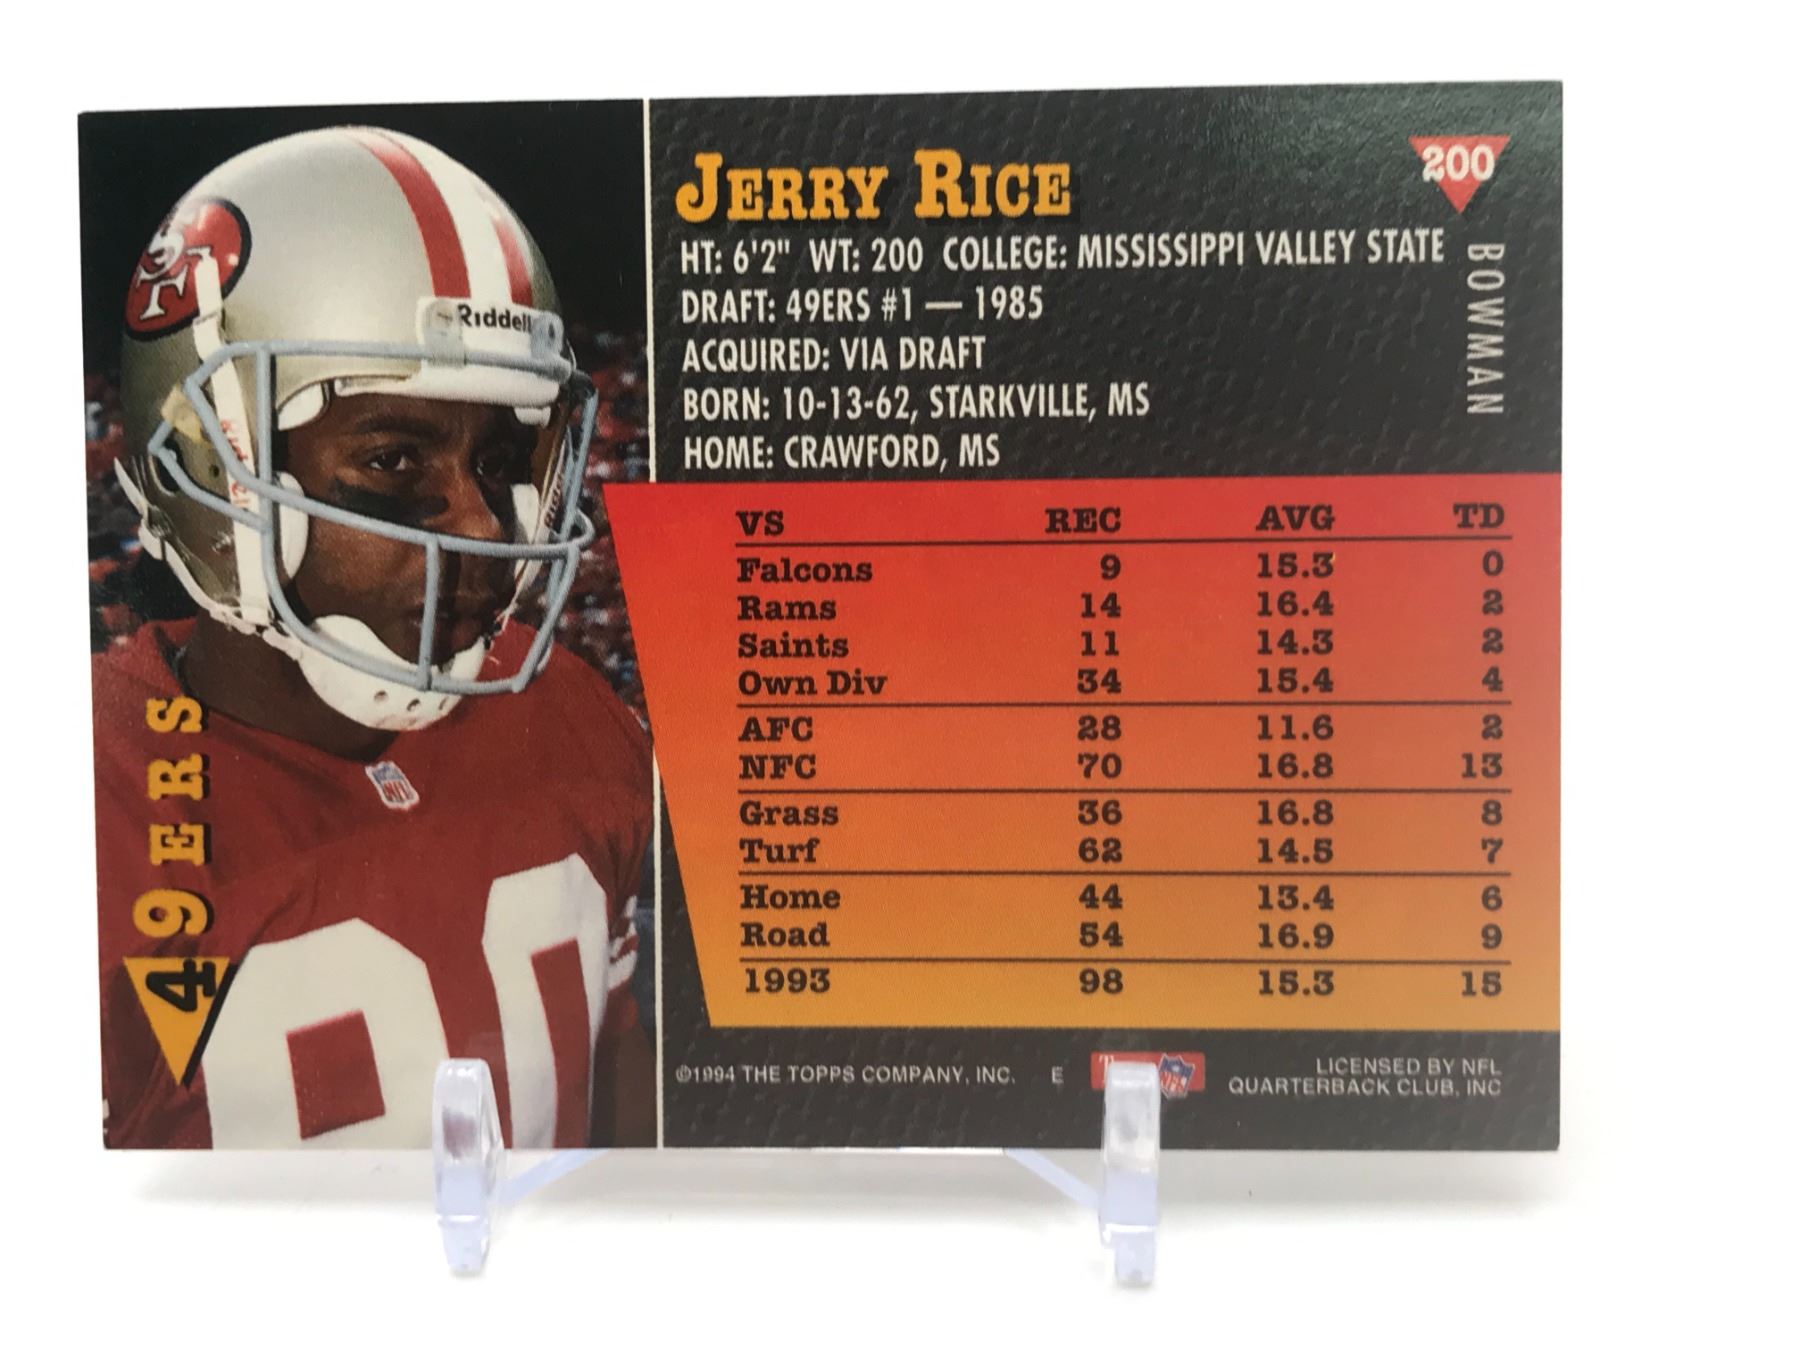 JERRY RICE
200
BOWMAN
HT: 6'2" WT: 200 COLLEGE: MISSISSIPPI VALLEY STATE
DRAFT: 49ERS #1 — 1985
ACQUIRED: VIA DRAFT
BORN: 10-13-62, STARKVILLE, MS
HOME: CRAWFORD, MS
SF
Riddell
NFL
49ERS
80
VS REC AVG TD
Falcons 9 15.3 0
Rams 14 16.4 2
Saints 11 14.3 2
Own Div 34 15.4 4
AFC 28 11.6 2
NFC 70 16.8 13
Grass 36 16.8 8
Turf 62 14.5 7
Home 44 13.4 6
Road 54 16.9 9
1993 98 15.3 15
©1994 THE TOPPS COMPANY, INC. E
NFL
LICENSED BY NFL
QUARTERBACK CLUB, INC